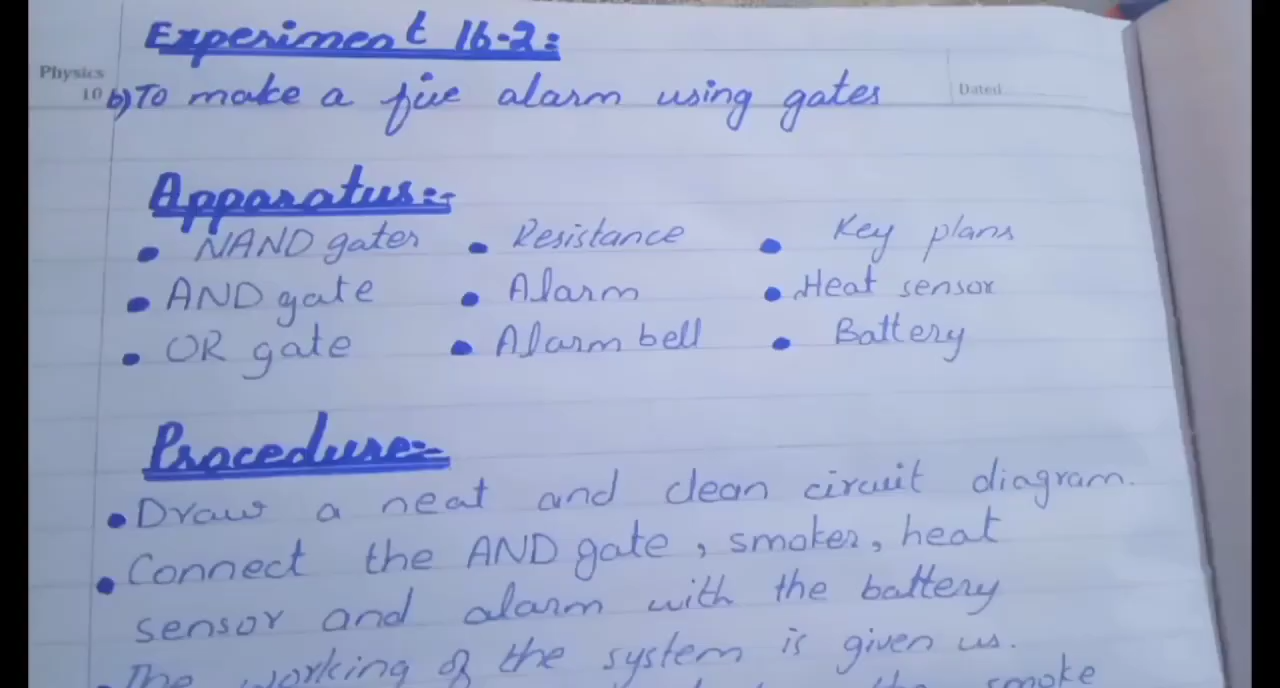 Experiment 16-2:
Physics
10
b) To make a fire alarm using gates
Dated
Apparatus:-
• NAND gates • Resistance • Key plans
• AND gate • Alarm • Heat sensor
• OR gate • Alarm bell • Battery
Procedure:-
• Draw a neat and clean circuit diagram.
• Connect the AND gate, smoker, heat
sensor and alarm with the battery
• The working of the system is given us.
the smoke